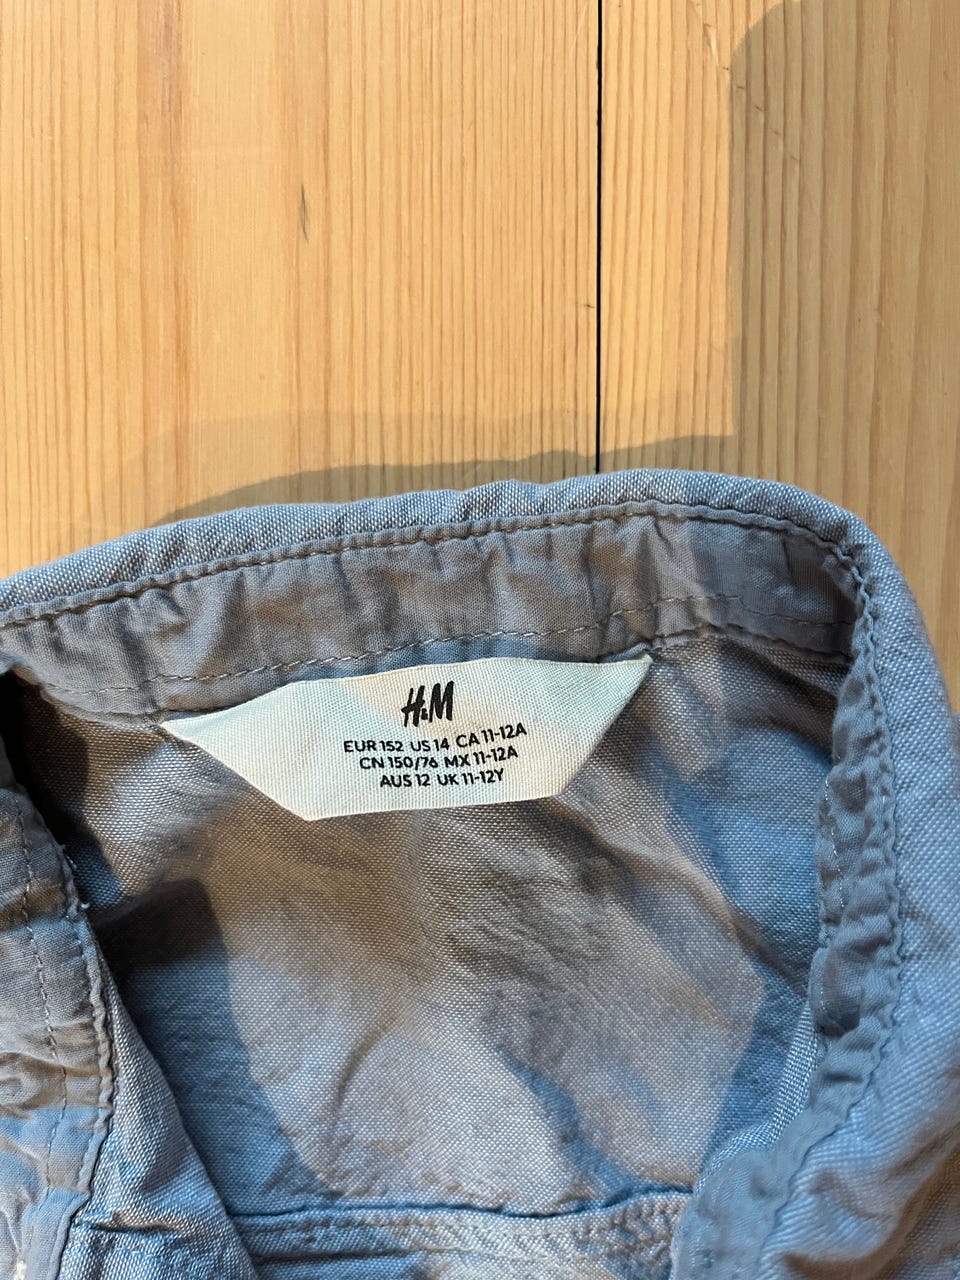 H&M
EUR 152 US 14 CA 11-12A
CN 150/76 MX 11-12A
AUS 12 UK 11-12Y